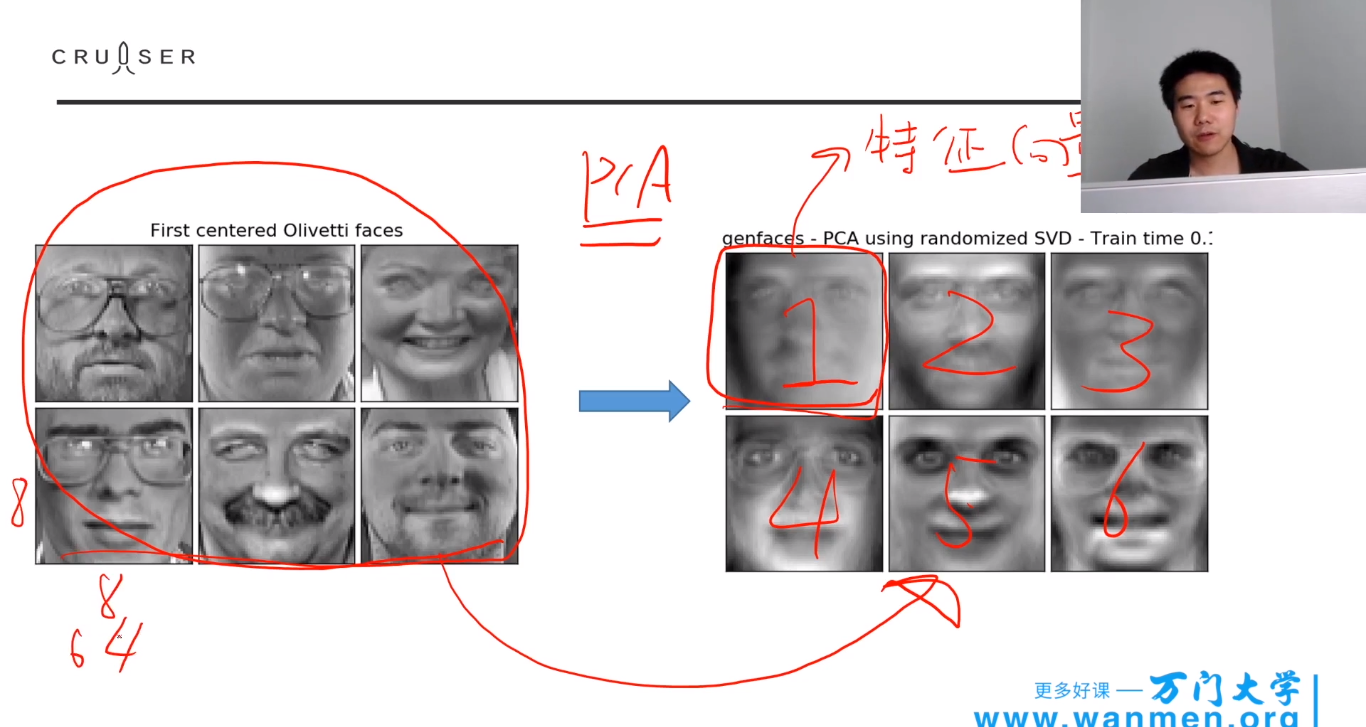 CRUISER
PCA
特征向量
First centered Olivetti faces
genfaces - PCA using randomized SVD - Train time 0.1
1
2
3
4
5
6
8
8
64
更多好课 — 万门大学
www.wanmen.org